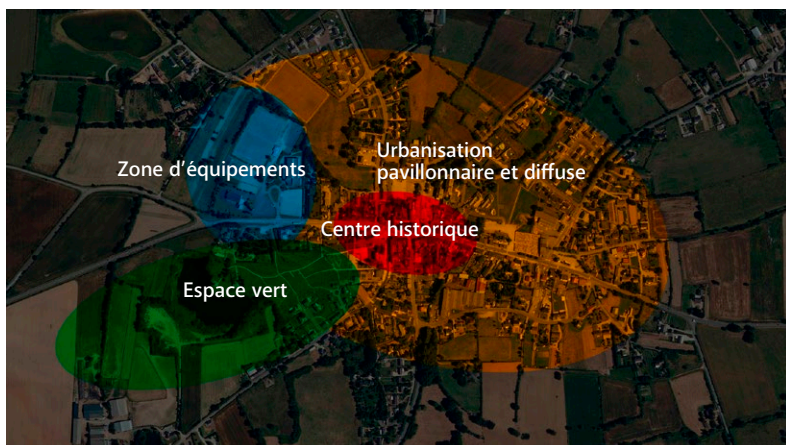 Urbanisation
pavillonnaire et diffuse
Zone d'équipements
Centre historique
Espace vert